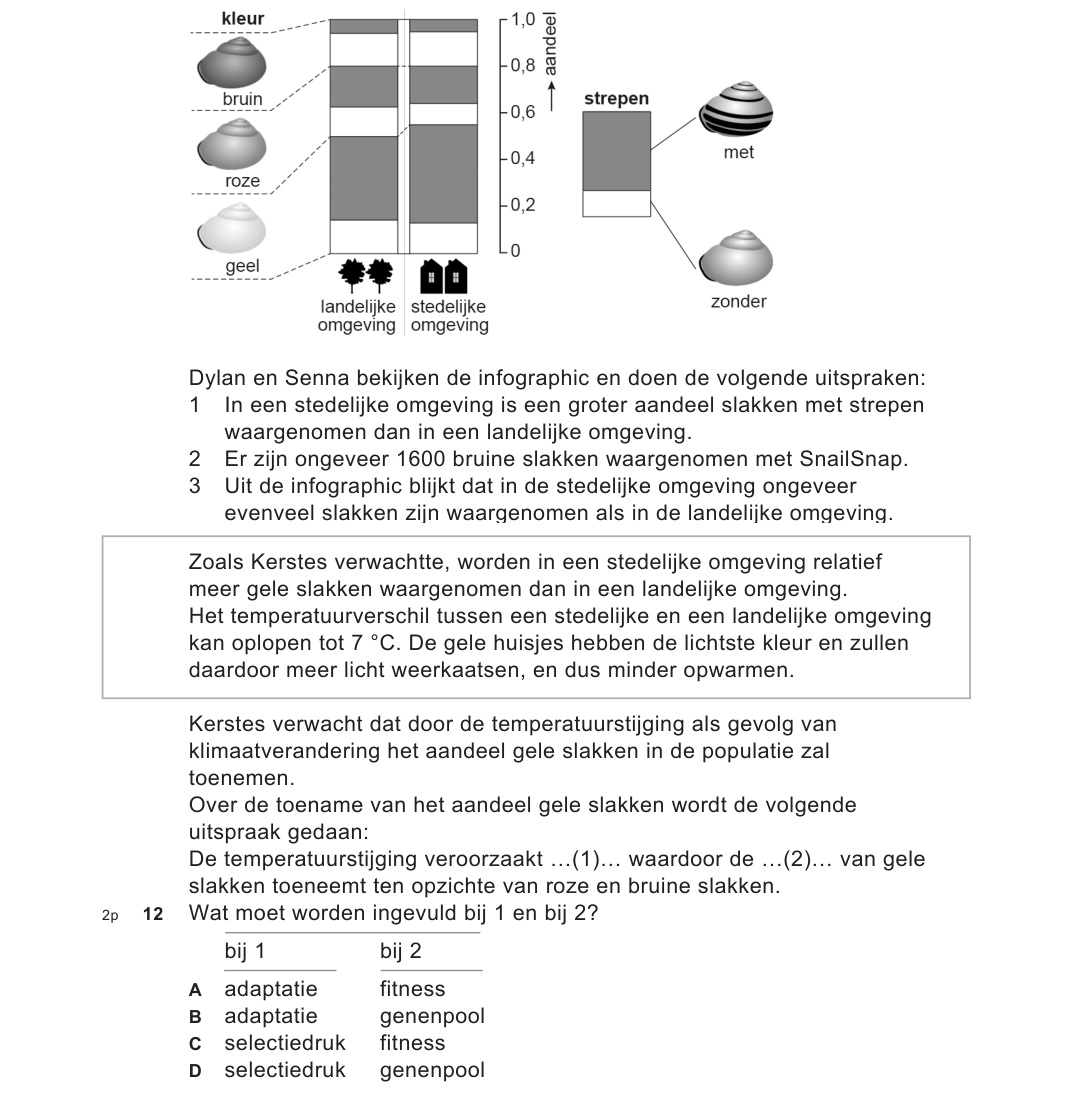 kleur
bruin
roze
geel
1,0
0,8
0,6
0,4
0,2
0
aandeel
landelijke omgeving
stedelijke omgeving
strepen
met
zonder
Dylan en Senna bekijken de infographic en doen de volgende uitspraken:
1 In een stedelijke omgeving is een groter aandeel slakken met strepen
waargenomen dan in een landelijke omgeving.
2 Er zijn ongeveer 1600 bruine slakken waargenomen met SnailSnap.
3 Uit de infographic blijkt dat in de stedelijke omgeving ongeveer
evenveel slakken zijn waargenomen als in de landelijke omgeving.
Zoals Kerstes verwachtte, worden in een stedelijke omgeving relatief
meer gele slakken waargenomen dan in een landelijke omgeving.
Het temperatuurverschil tussen een stedelijke en een landelijke omgeving
kan oplopen tot 7 °C. De gele huisjes hebben de lichtste kleur en zullen
daardoor meer licht weerkaatsen, en dus minder opwarmen.
Kerstes verwacht dat door de temperatuurstijging als gevolg van
klimaatverandering het aandeel gele slakken in de populatie zal
toenemen.
Over de toename van het aandeel gele slakken wordt de volgende
uitspraak gedaan:
De temperatuurstijging veroorzaakt …(1)… waardoor de …(2)… van gele
slakken toeneemt ten opzichte van roze en bruine slakken.
2p 12 Wat moet worden ingevuld bij 1 en bij 2?
bij 1 bij 2
A adaptatie fitness
B adaptatie genenpool
C selectiedruk fitness
D selectiedruk genenpool